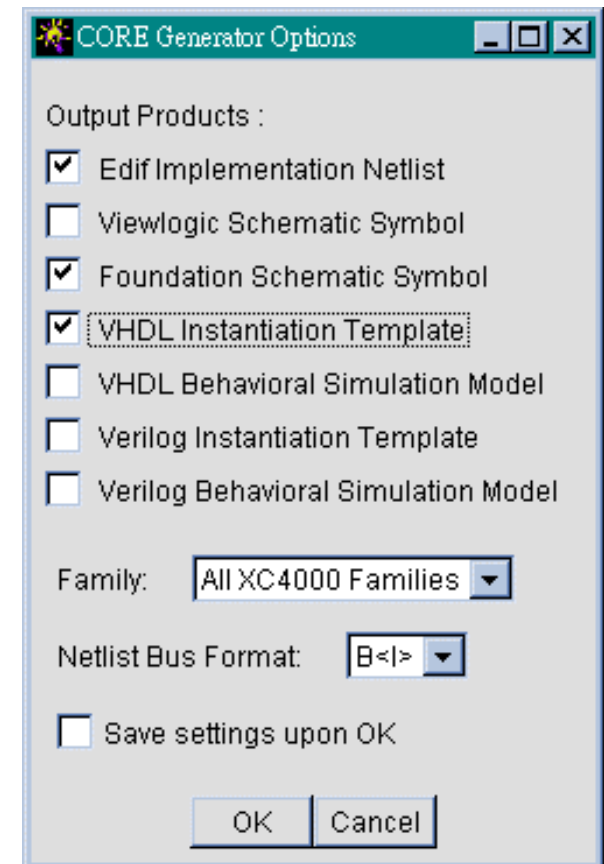 CORE Generator Options
Output Products :
Edif Implementation Netlist
Viewlogic Schematic Symbol
Foundation Schematic Symbol
VHDL Instantiation Template
VHDL Behavioral Simulation Model
Verilog Instantiation Template
Verilog Behavioral Simulation Model
Family: All XC4000 Families
Netlist Bus Format: B<I>
Save settings upon OK
OK Cancel